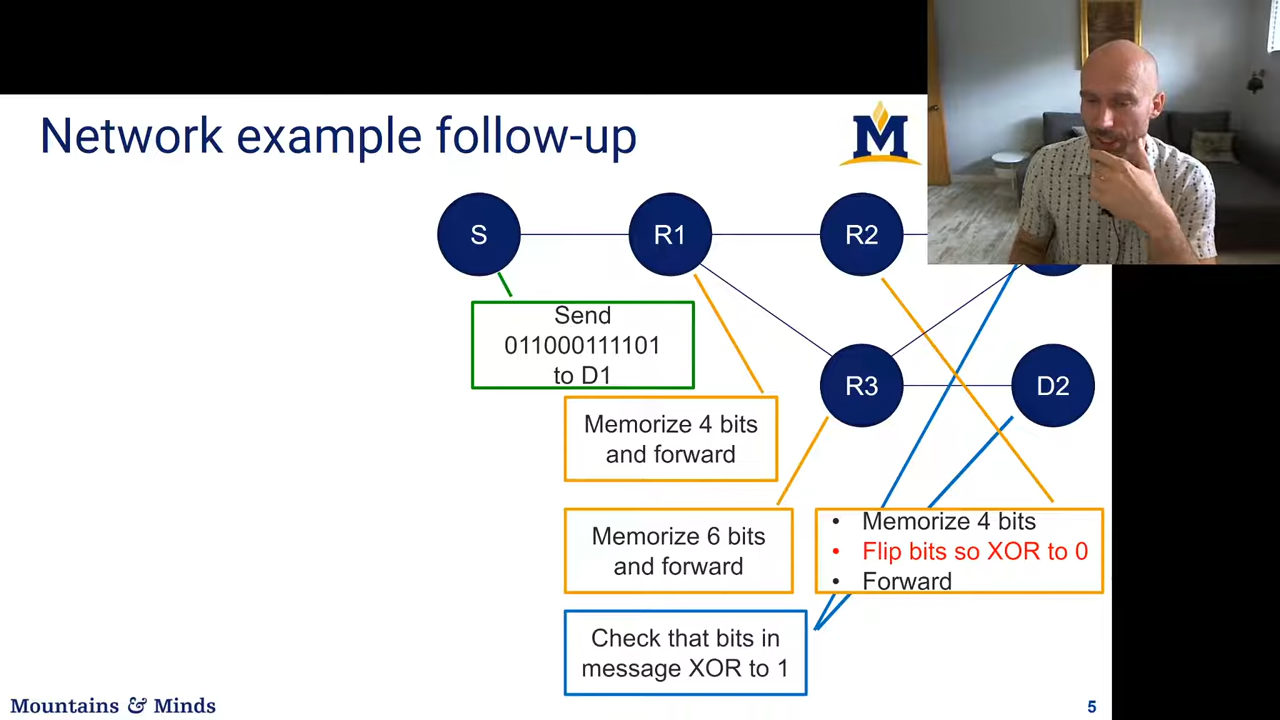 Network example follow-up
M
S
R1
R2
Send
011000111101
to D1
R3
D2
Memorize 4 bits
and forward
Memorize 6 bits
and forward
• Memorize 4 bits
• Flip bits so XOR to 0
• Forward
Check that bits in
message XOR to 1
Mountains & Minds
5